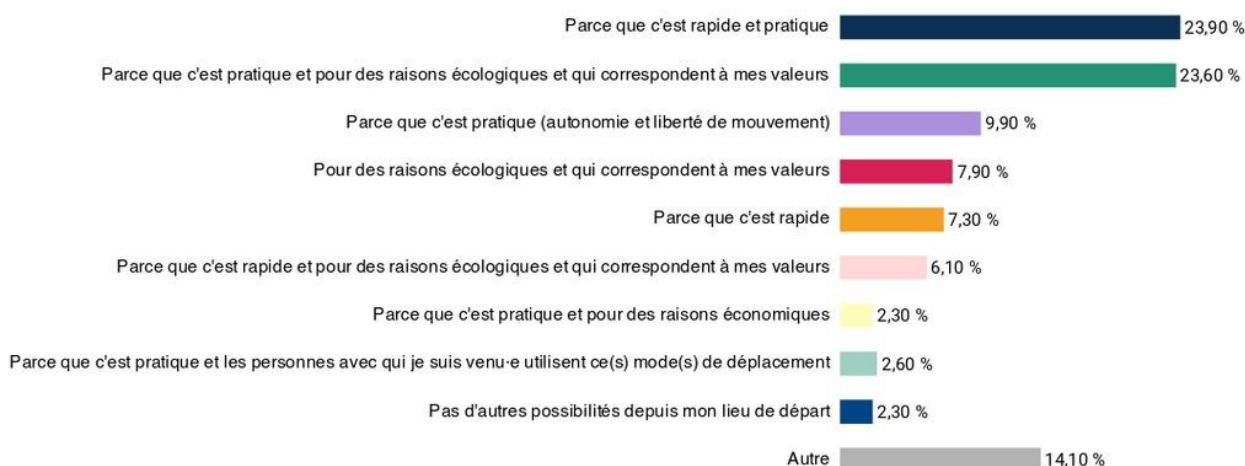 Parce que c'est rapide et pratique 23,90 %
Parce que c'est pratique et pour des raisons écologiques et qui correspondent à mes valeurs 23,60 %
Parce que c'est pratique (autonomie et liberté de mouvement) 9,90 %
Pour des raisons écologiques et qui correspondent à mes valeurs 7,90 %
Parce que c'est rapide 7,30 %
Parce que c'est rapide et pour des raisons écologiques et qui correspondent à mes valeurs 6,10 %
Parce que c'est pratique et pour des raisons économiques 2,30 %
Parce que c'est pratique et les personnes avec qui je suis venu·e utilisent ce(s) mode(s) de déplacement 2,60 %
Pas d'autres possibilités depuis mon lieu de départ 2,30 %
Autre 14,10 %